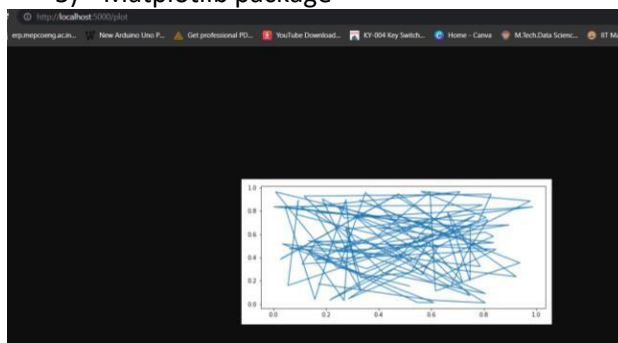 Matplotlib package
http://localhost:5000/plot
erp.mepcoeng.ac.in... New Arduino Uno P... Get professional PD... YouTube Download... KY-004 Key Switch... Home - Canva M.Tech.Data Scienc... IIT Ma
1.0
0.8
0.6
0.4
0.2
0.0
0.0 0.2 0.4 0.6 0.8 1.0